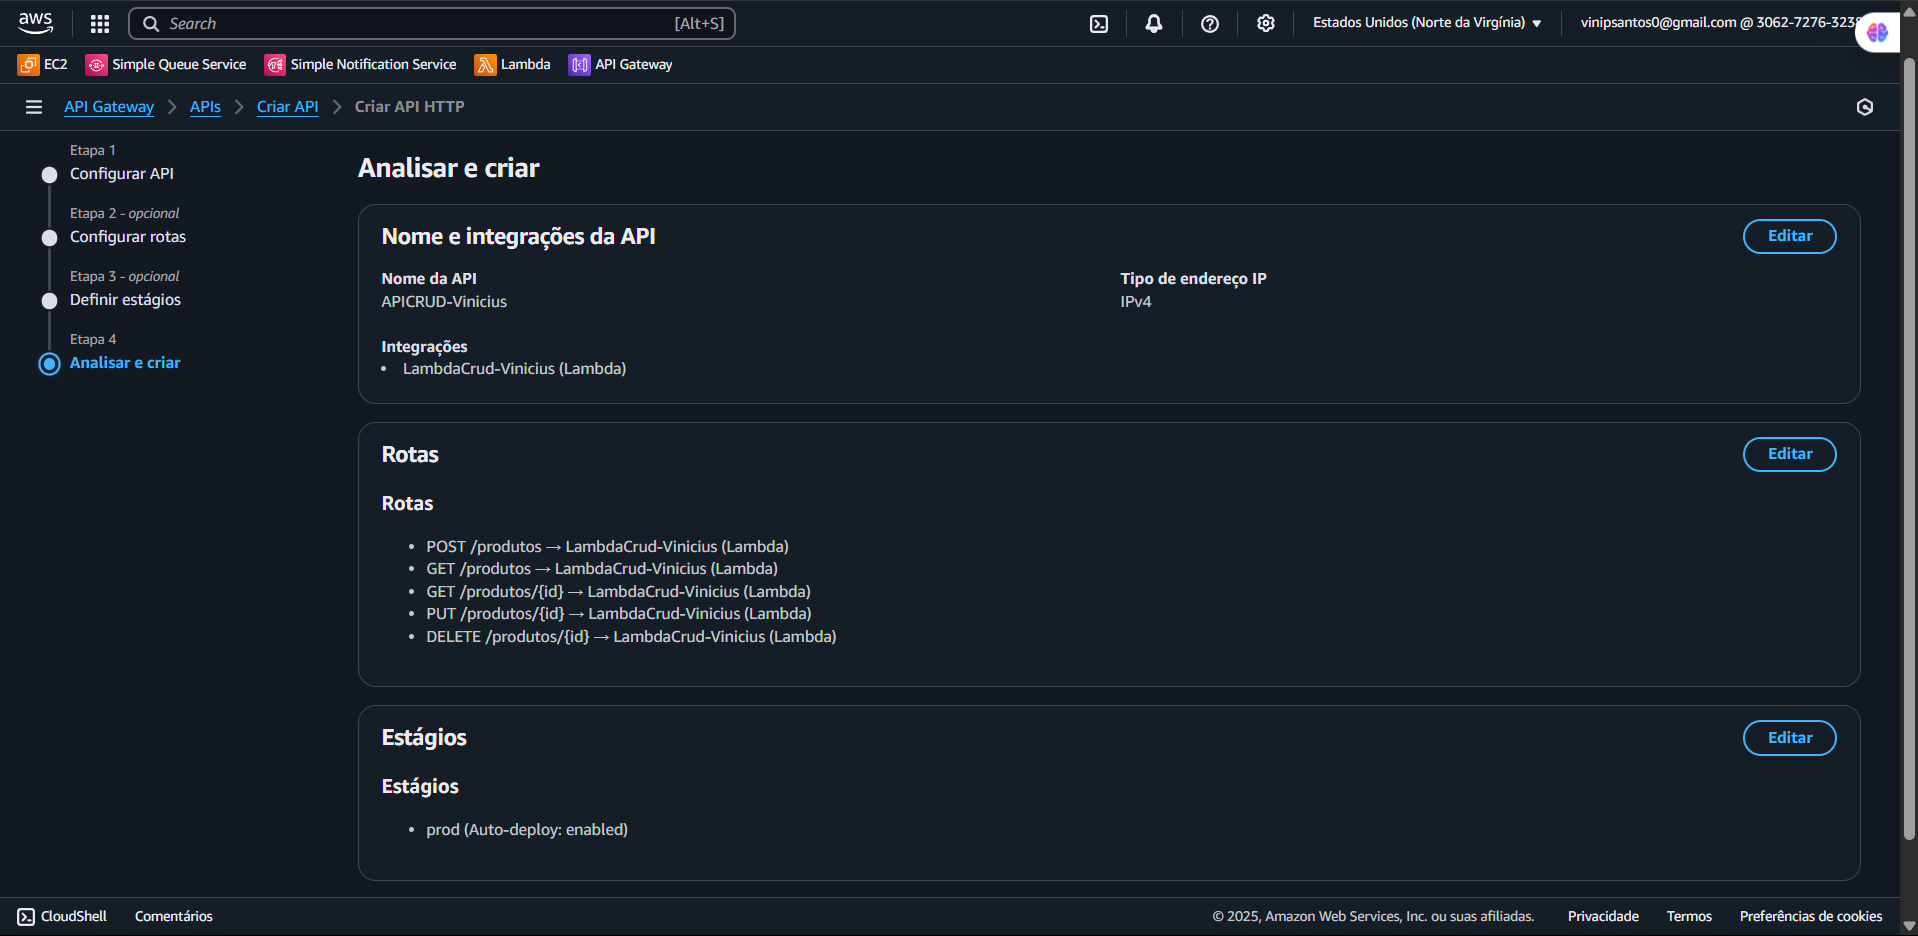 aws
Search [Alt+S]
Estados Unidos (Norte da Virgínia)
vinipsantos0@gmail.com @ 3062-7276-3238
EC2
Simple Queue Service
Simple Notification Service
Lambda
API Gateway
API Gateway > APIs > Criar API > Criar API HTTP
Etapa 1
Configurar API
Etapa 2 - opcional
Configurar rotas
Etapa 3 - opcional
Definir estágios
Etapa 4
Analisar e criar
Analisar e criar
Nome e integrações da API
Editar
Nome da API
APICRUD-Vinicius
Tipo de endereço IP
IPv4
Integrações
• LambdaCrud-Vinicius (Lambda)
Rotas
Editar
Rotas
• POST /produtos → LambdaCrud-Vinicius (Lambda)
• GET /produtos → LambdaCrud-Vinicius (Lambda)
• GET /produtos/{id} → LambdaCrud-Vinicius (Lambda)
• PUT /produtos/{id} → LambdaCrud-Vinicius (Lambda)
• DELETE /produtos/{id} → LambdaCrud-Vinicius (Lambda)
Estágios
Editar
Estágios
• prod (Auto-deploy: enabled)
CloudShell
Comentários
© 2025, Amazon Web Services, Inc. ou suas afiliadas.
Privacidade
Termos
Preferências de cookies